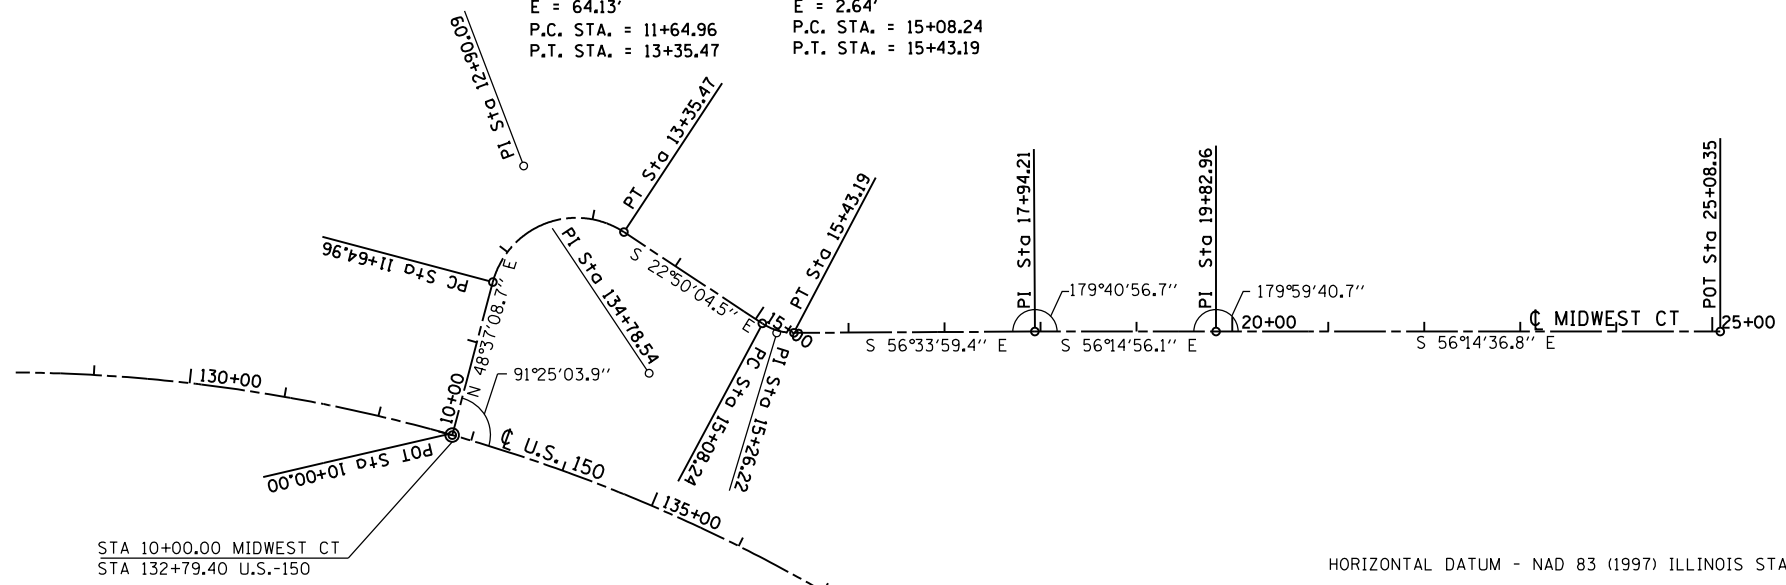 E = 64.13'
P.C. STA. = 11+64.96
P.T. STA. = 13+35.47
E = 2.64'
P.C. STA. = 15+08.24
P.T. STA. = 15+43.19
PI Sta 12+90.09
PT Sta 13+35.47
PC Sta 11+64.96
N 48°37'08.7" E
PI Sta 134+78.54
S 22°50'04.5" E
PT Sta 15+43.19
15+00
PC Sta 15+08.24
PI Sta 15+26.22
PI Sta 17+94.21
179°40'56.7"
PI Sta 19+82.96
179°59'40.7"
20+00
POT Sta 25+08.35
℄ MIDWEST CT
25+00
S 56°33'59.4" E
S 56°14'56.1" E
S 56°14'36.8" E
130+00
10+00
91°25'03.9"
℄ U.S. 150
135+00
POT Sta 10+00.00
STA 10+00.00 MIDWEST CT
STA 132+79.40 U.S.-150
HORIZONTAL DATUM - NAD 83 (1997) ILLINOIS STA